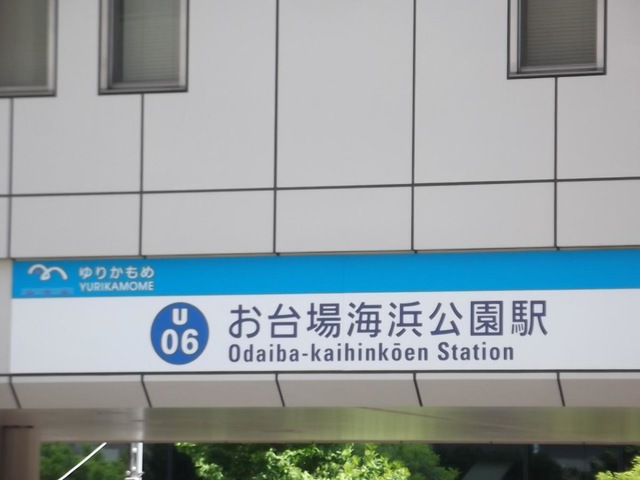 ゆりかもめ
YURIKAMOME
U
06
お台場海浜公園駅
Odaiba-kaihinkōen Station